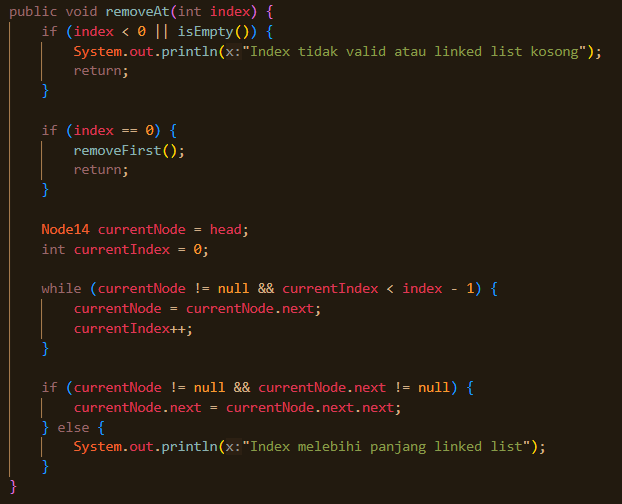 public void removeAt(int index) {
    if (index < 0 || isEmpty()) {
        System.out.println(x:"Index tidak valid atau linked list kosong");
        return;
    }

    if (index == 0) {
        removeFirst();
        return;
    }

    Node14 currentNode = head;
    int currentIndex = 0;

    while (currentNode != null && currentIndex < index - 1) {
        currentNode = currentNode.next;
        currentIndex++;
    }

    if (currentNode != null && currentNode.next != null) {
        currentNode.next = currentNode.next.next;
    } else {
        System.out.println(x:"Index melebihi panjang linked list");
    }
}